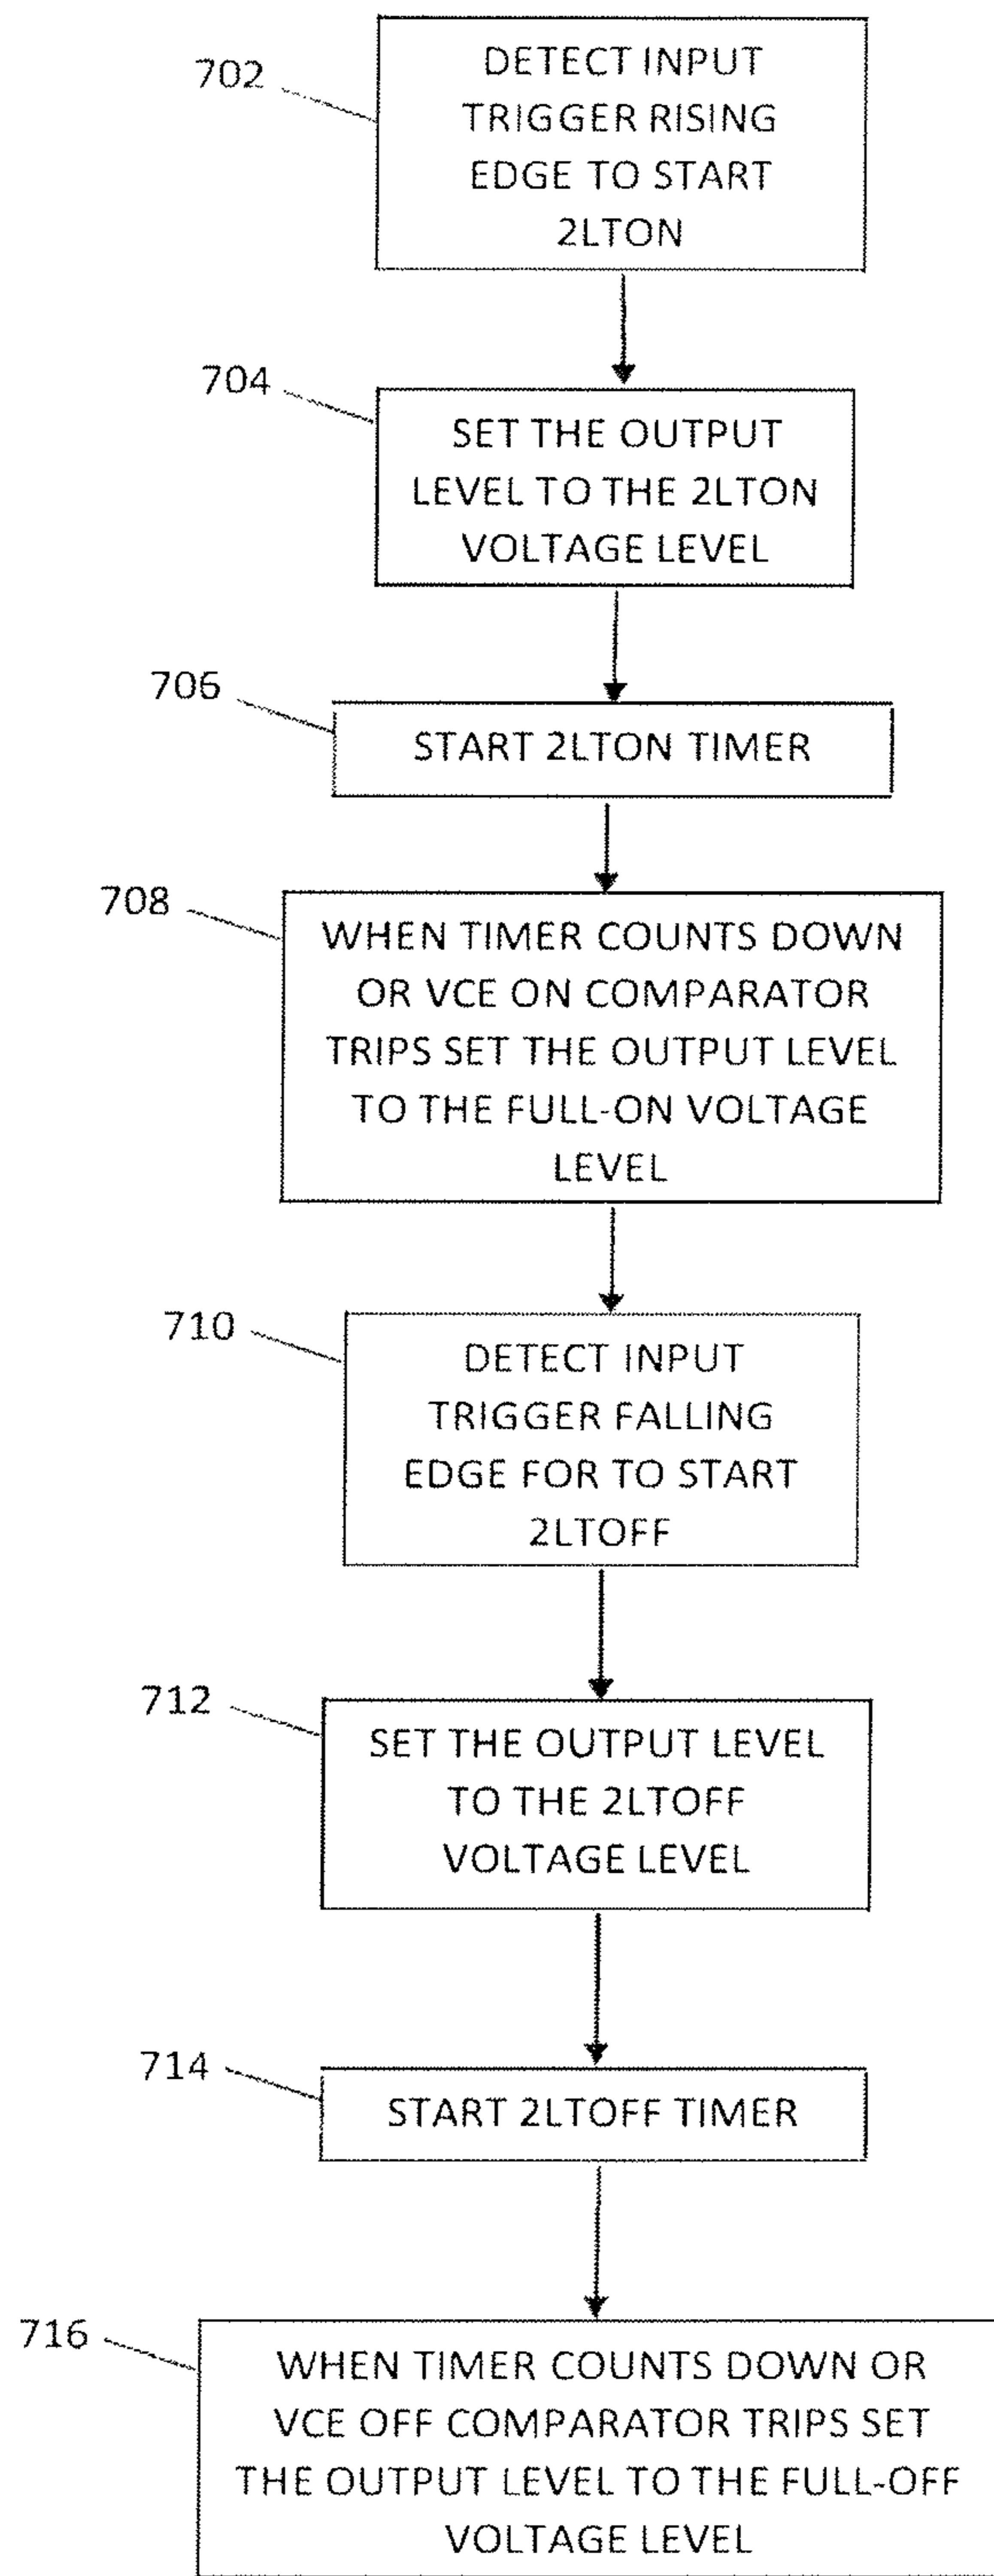 702
DETECT INPUT
TRIGGER RISING
EDGE TO START
2LTON
704
SET THE OUTPUT
LEVEL TO THE 2LTON
VOLTAGE LEVEL
706
START 2LTON TIMER
708
WHEN TIMER COUNTS DOWN
OR VCE ON COMPARATOR
TRIPS SET THE OUTPUT LEVEL
TO THE FULL-ON VOLTAGE
LEVEL
710
DETECT INPUT
TRIGGER FALLING
EDGE FOR TO START
2LTOFF
712
SET THE OUTPUT LEVEL
TO THE 2LTOFF
VOLTAGE LEVEL
714
START 2LTOFF TIMER
716
WHEN TIMER COUNTS DOWN OR
VCE OFF COMPARATOR TRIPS SET
THE OUTPUT LEVEL TO THE FULL-OFF
VOLTAGE LEVEL